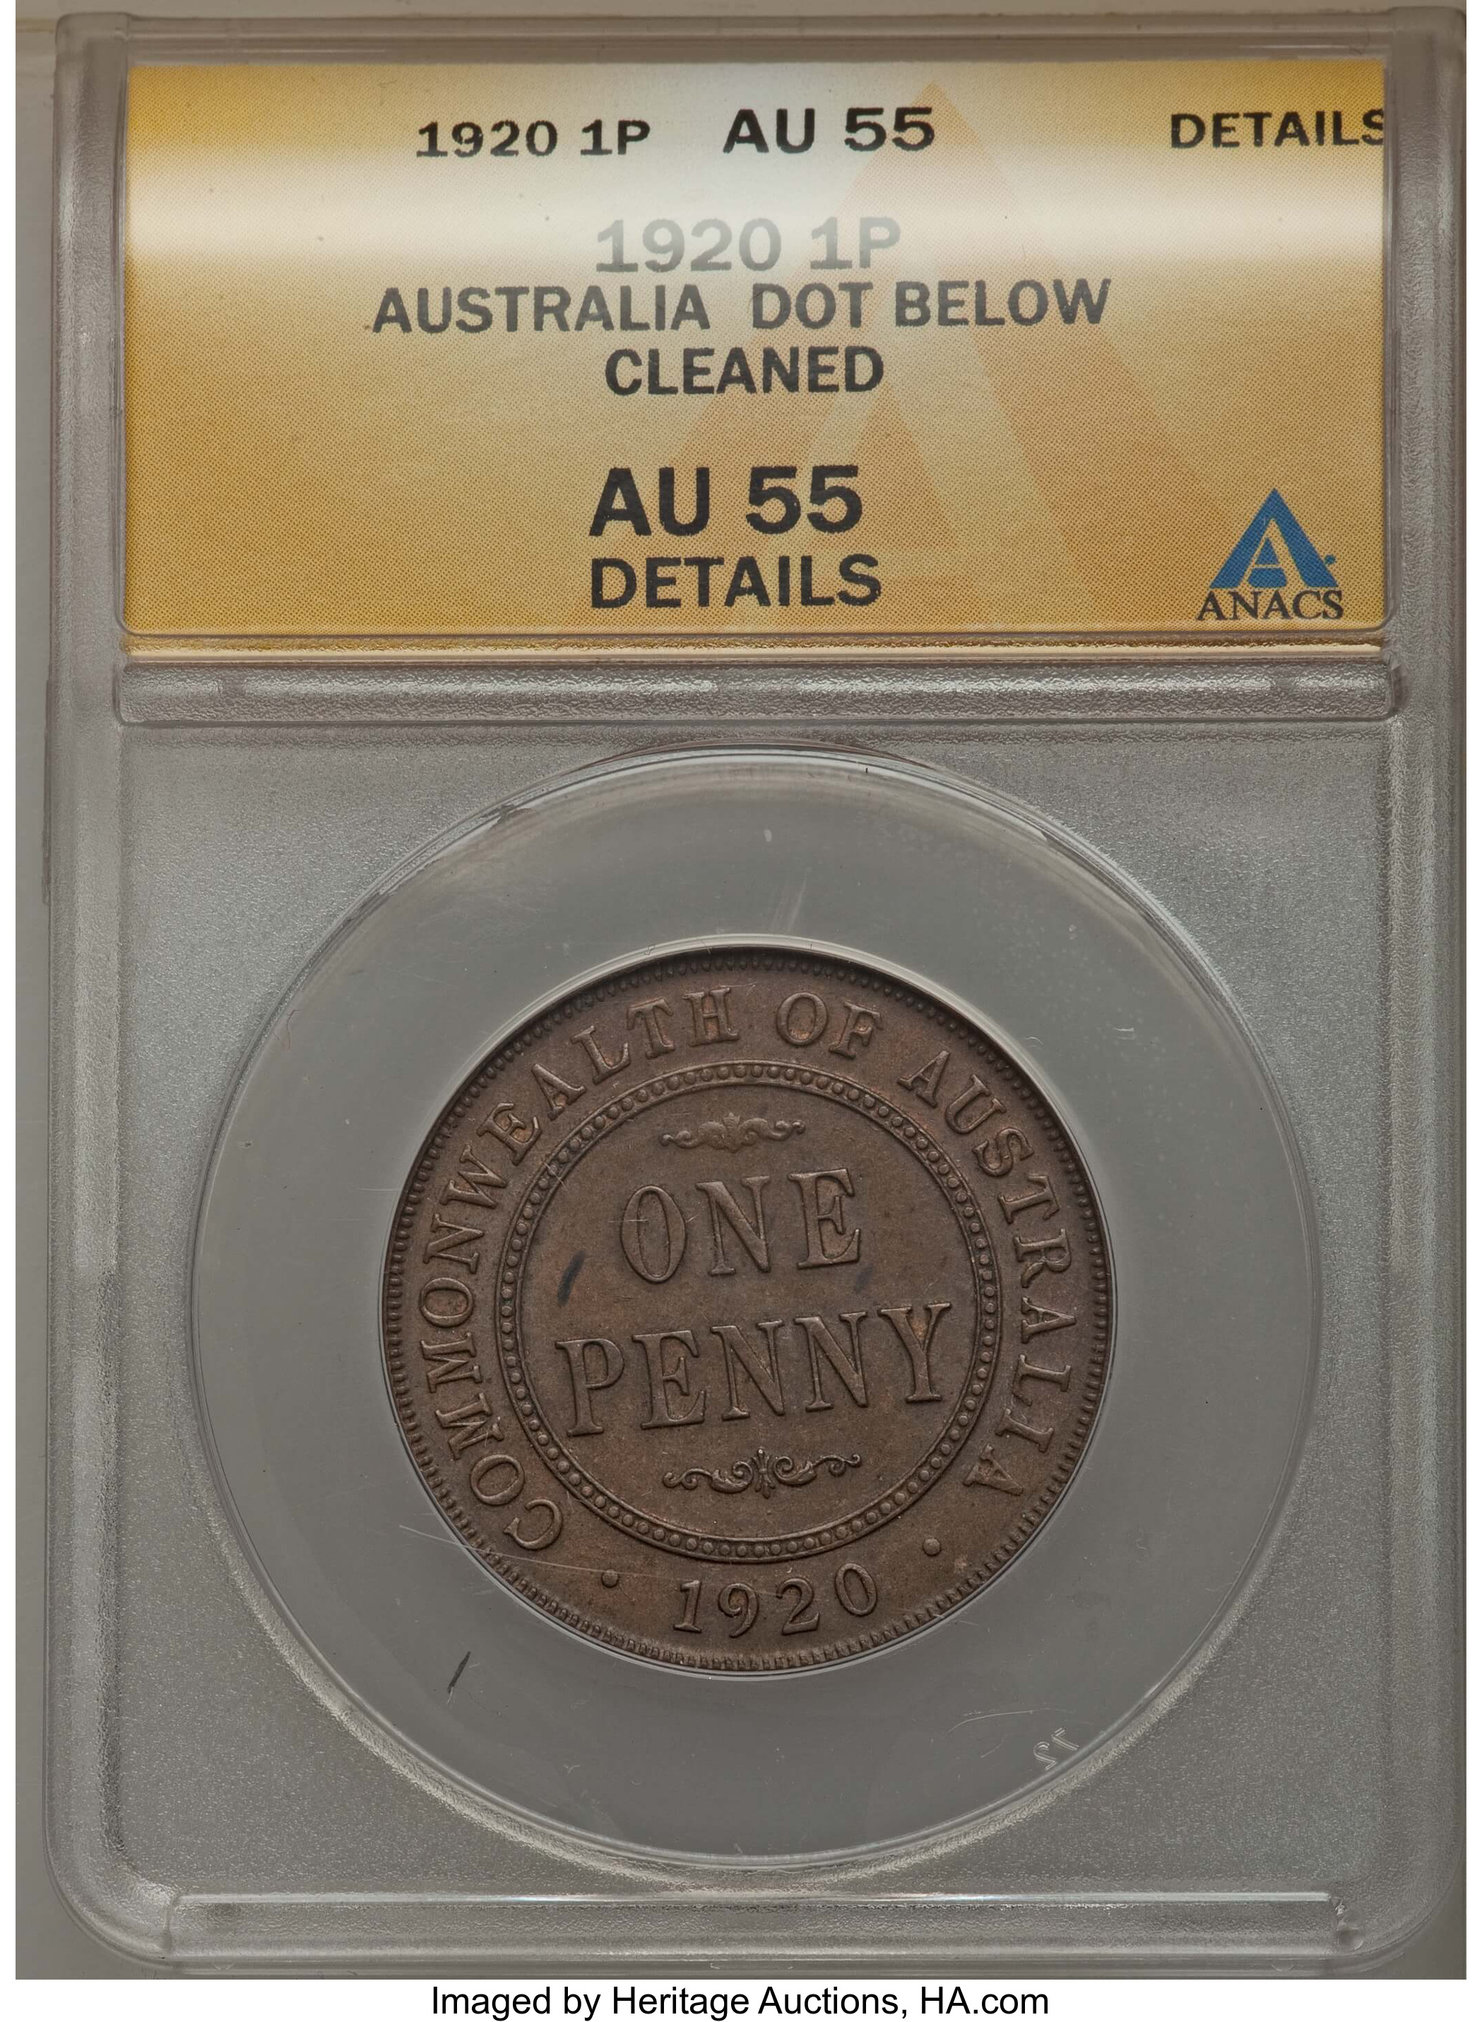 1920 1P AU 55 DETAILS
1920 1P
AUSTRALIA DOT BELOW
CLEANED
AU 55
DETAILS
ANACS
COMMONWEALTH OF AUSTRALIA
ONE
PENNY
· 1920 ·
72
Imaged by Heritage Auctions, HA.com